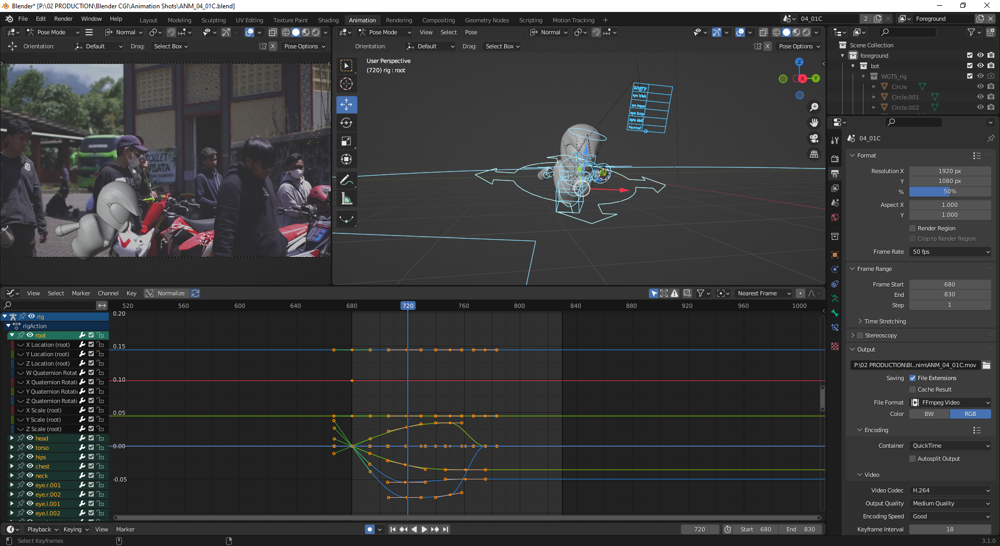 Blender* [P:\02 PRODUCTION\Blender CGI\Animation Shots\ANM_04_01C.blend]
File Edit Render Window Help Layout Modeling Sculpting UV Editing Texture Paint Shading Animation Rendering Compositing Geometry Nodes Scripting Motion Tracking + 04_01C 2 Foreground
Pose Mode Normal Pose Mode View Select Pose Normal
Orientation: Default Drag: Select Box X Pose Options Orientation: Default Drag: Select Box X Pose Options
User Perspective
(720) rig : root
Z
X
Y
angry
Normal
TOILET
WISATA
Scene Collection
foreground
bot
WGTS_rig
Circle
Circle.001
Circle.002
04_01C
Format
Resolution X 1920 px
Y 1080 px
% 50%
Aspect X 1.000
Y 1.000
Render Region
Crop to Render Region
Frame Rate 50 fps
Frame Range
Frame Start 680
End 830
Step 1
Time Stretching
Stereoscopy
Output
P:\02 PRODUCTION\Bl...nim\ANM_04_01C.mov
Saving File Extensions
Cache Result
File Format FFmpeg Video
Color BW RGB
Encoding
Container QuickTime
Autosplit Output
Video
Video Codec H.264
Output Quality Medium Quality
Encoding Speed Good
Keyframe Interval 18
View Select Marker Channel Key Normalize Nearest Frame
520 560 600 640 680 720 760 800 840 880 920 960 1000
0.20
0.15
0.10
0.05
0.00
-0.05
rig
rigAction
root
X Location (root)
Y Location (root)
Z Location (root)
W Quaternion Rotat
X Quaternion Rotati
Y Quaternion Rotati
Z Quaternion Rotati
X Scale (root)
Y Scale (root)
Z Scale (root)
head
torso
hips
chest
neck
eye.r.001
eye.r.002
eye.l.001
eye.l.002
Playback Keying View Marker 720 Start 680 End 830
Select Keyframes 3.1.0